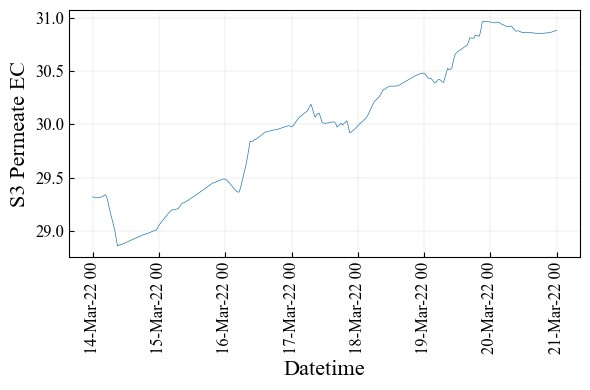 31.0
30.5
30.0
29.5
29.0
S3 Permeate EC
14-Mar-22 00
15-Mar-22 00
16-Mar-22 00
17-Mar-22 00
18-Mar-22 00
19-Mar-22 00
20-Mar-22 00
21-Mar-22 00
Datetime